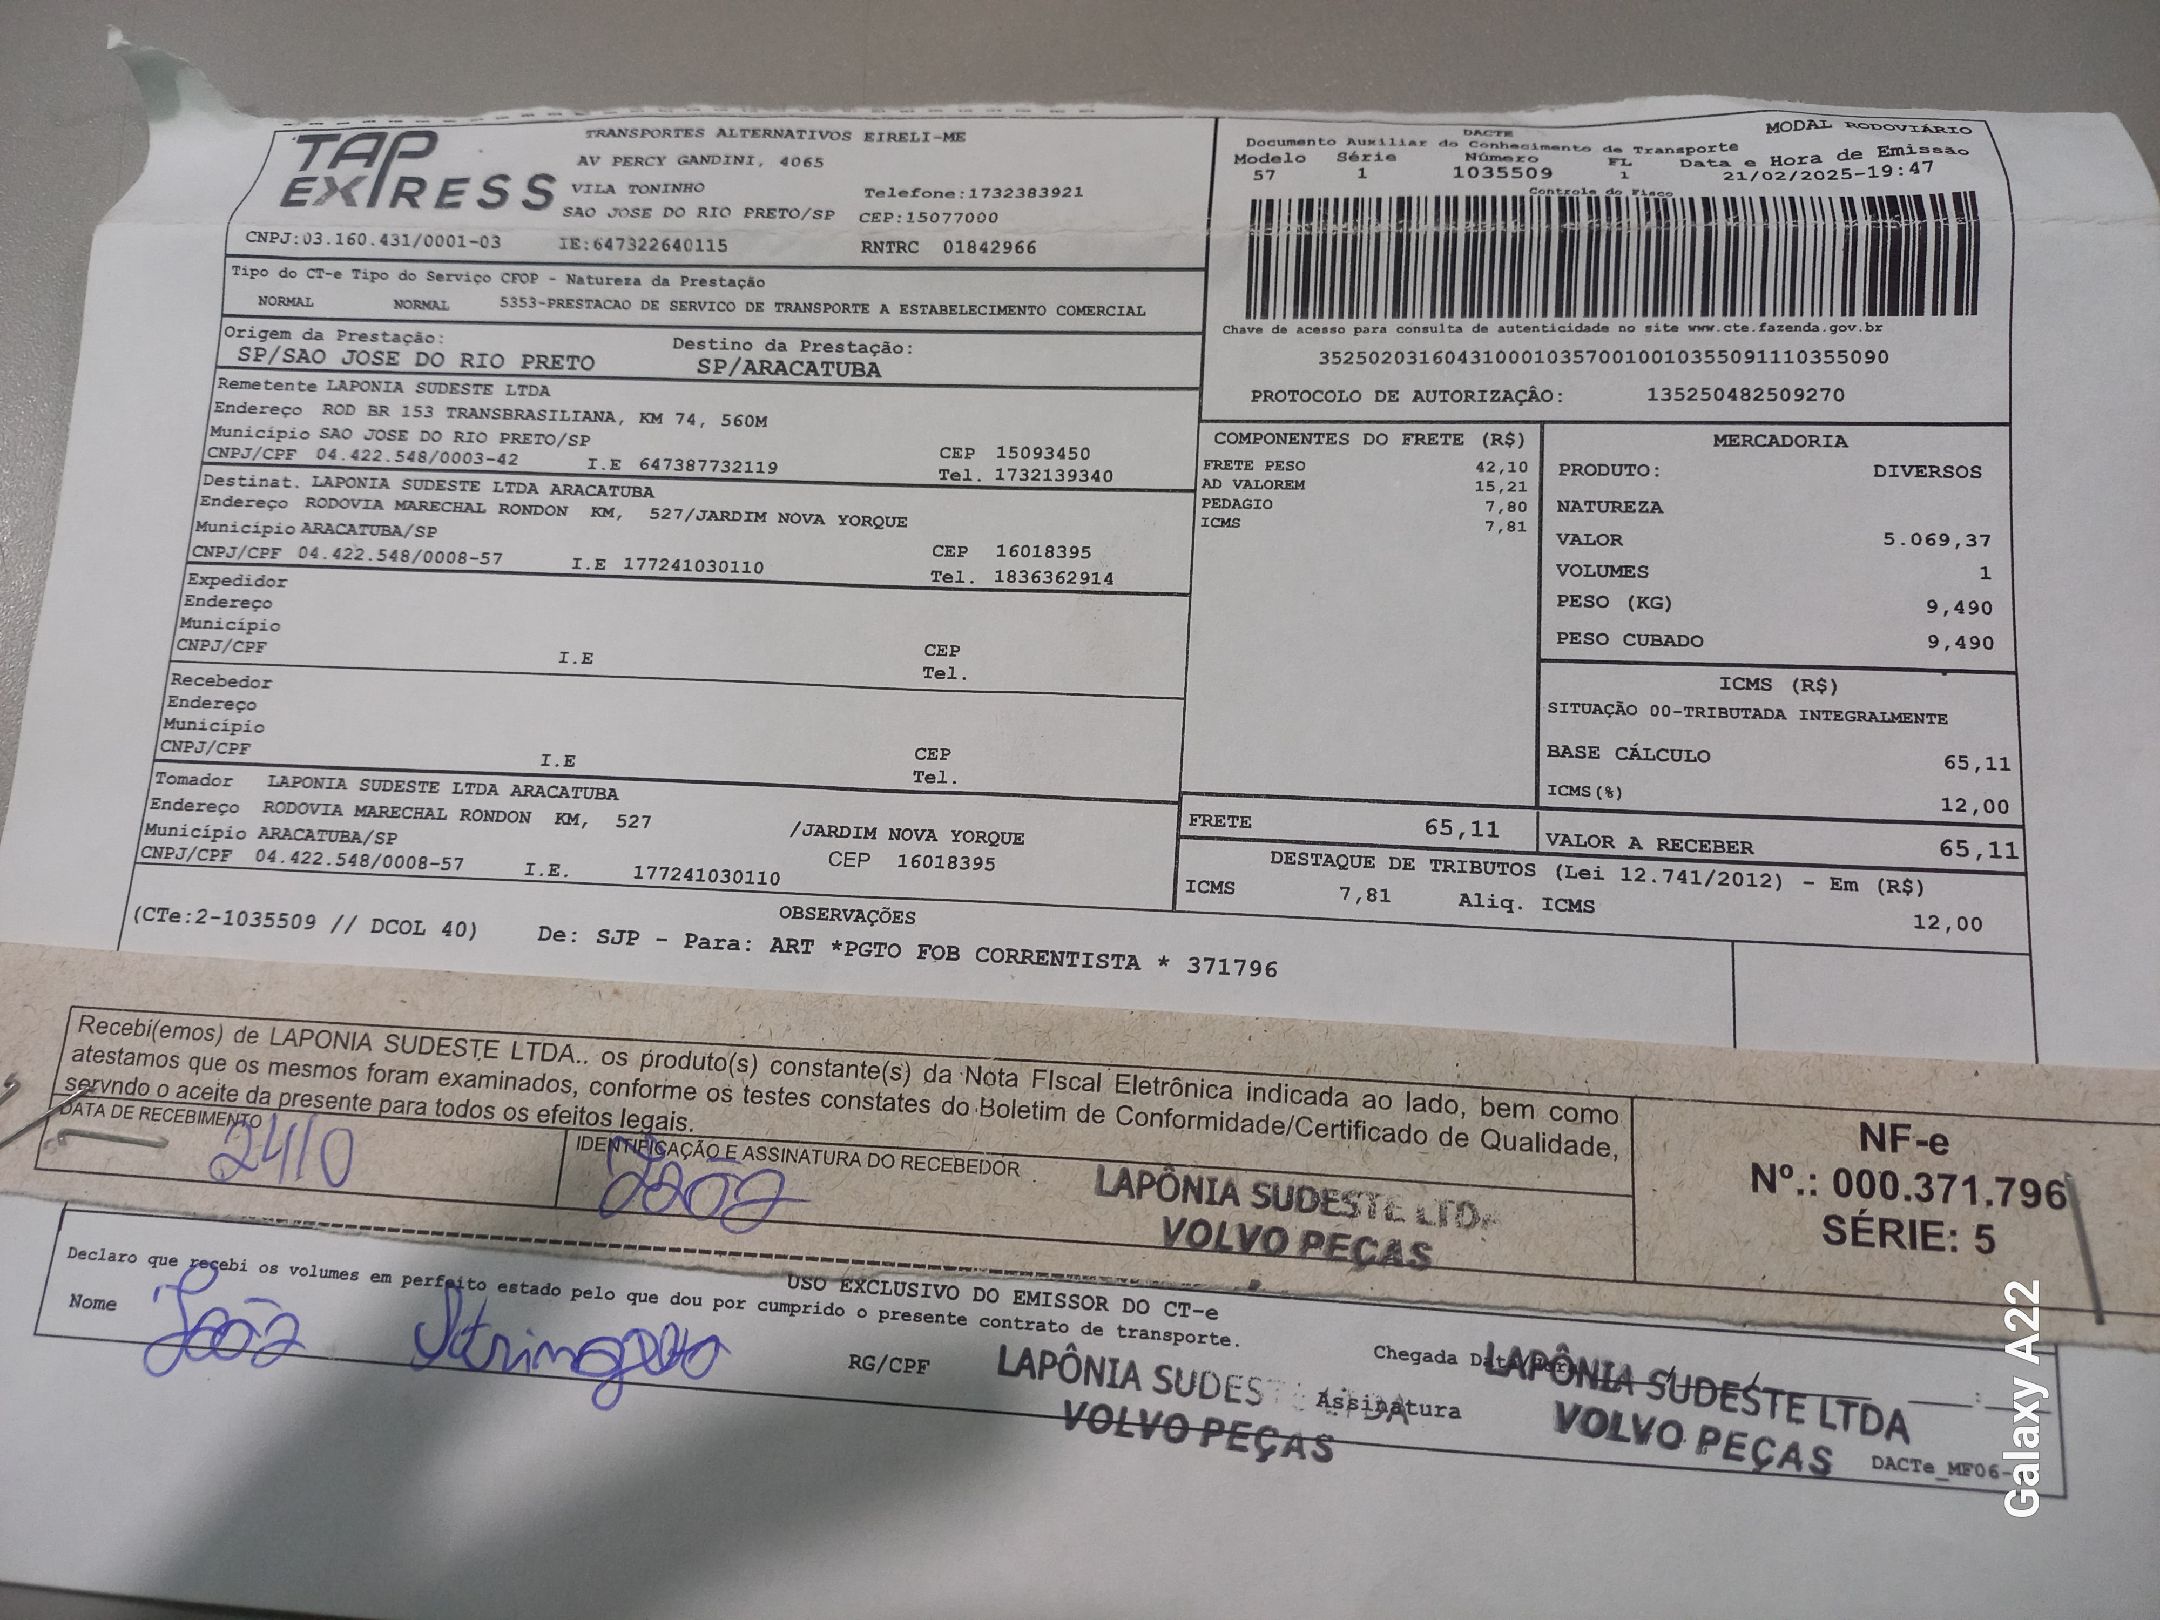 TAP EXPRESS
TRANSPORTES ALTERNATIVOS EIRELI-ME
AV PERCY GANDINI, 4065
VILA TONINHO Telefone:1732383921
SAO JOSE DO RIO PRETO/SP CEP:15077000
CNPJ:03.160.431/0001-03 IE:647322640115 RNTRC 01842966
Tipo do CT-e Tipo do Serviço CFOP - Natureza da Prestação
NORMAL NORMAL 5353-PRESTACAO DE SERVICO DE TRANSPORTE A ESTABELECIMENTO COMERCIAL
Origem da Prestação: Destino da Prestação:
SP/SAO JOSE DO RIO PRETO SP/ARACATUBA
Remetente LAPONIA SUDESTE LTDA
Endereço ROD BR 153 TRANSBRASILIANA, KM 74, 560M
Município SAO JOSE DO RIO PRETO/SP CEP 15093450
CNPJ/CPF 04.422.548/0003-42 I.E 647387732119 Tel. 1732139340
Destinat. LAPONIA SUDESTE LTDA ARACATUBA
Endereço RODOVIA MARECHAL RONDON KM, 527/JARDIM NOVA YORQUE
Município ARACATUBA/SP CEP 16018395
CNPJ/CPF 04.422.548/0008-57 I.E 177241030110 Tel. 1836362914
Expedidor
Endereço
Município CEP
CNPJ/CPF I.E Tel.
Recebedor
Endereço
Município CEP
CNPJ/CPF I.E Tel.
Tomador LAPONIA SUDESTE LTDA ARACATUBA
Endereço RODOVIA MARECHAL RONDON KM, 527 /JARDIM NOVA YORQUE
Município ARACATUBA/SP CEP 16018395
CNPJ/CPF 04.422.548/0008-57 I.E. 177241030110
DACTE MODAL RODOVIÁRIO
Documento Auxiliar do Conhecimento de Transporte
Modelo Série Número FL Data e Hora de Emissão
57 1 1035509 1 21/02/2025-19:47
Controle do Fisco
Chave de acesso para consulta de autenticidade no site www.cte.fazenda.gov.br
35250203160431000103570010010355091110355090
PROTOCOLO DE AUTORIZAÇÂO: 135250482509270
COMPONENTES DO FRETE (R$)
FRETE PESO 42,10
AD VALOREM 15,21
PEDAGIO 7,80
ICMS 7,81
MERCADORIA
PRODUTO: DIVERSOS
NATUREZA
VALOR 5.069,37
VOLUMES 1
PESO (KG) 9,490
PESO CUBADO 9,490
ICMS (R$)
SITUAÇÃO 00-TRIBUTADA INTEGRALMENTE
BASE CÁLCULO 65,11
ICMS(%) 12,00
FRETE 65,11 VALOR A RECEBER 65,11
DESTAQUE DE TRIBUTOS (Lei 12.741/2012) - Em (R$)
ICMS 7,81 Aliq. ICMS 12,00
OBSERVAÇÕES
(CTe:2-1035509 // DCOL 40) De: SJP - Para: ART *PGTO FOB CORRENTISTA * 371796
Recebi(emos) de LAPONIA SUDESTE LTDA.. os produto(s) constante(s) da Nota FIscal Eletrônica indicada ao lado, bem como
atestamos que os mesmos foram examinados, conforme os testes constates do Boletim de Conformidade/Certificado de Qualidade,
servndo o aceite da presente para todos os efeitos legais.
DATA DE RECEBIMENTO IDENTIFICAÇÃO E ASSINATURA DO RECEBEDOR
João
LAPÔNIA SUDESTE LTDA
VOLVO PEÇAS
NF-e
Nº.: 000.371.796
SÉRIE: 5
USO EXCLUSIVO DO EMISSOR DO CT-e
Declaro que recebi os volumes em perfeito estado pelo que dou por cumprido o presente contrato de transporte.
Nome João RG/CPF Assinatura
LAPÔNIA SUDESTE LTDA
VOLVO PEÇAS
Chegada
LAPÔNIA SUDESTE LTDA
VOLVO PEÇAS
DACTe_MF06-
Galaxy A22